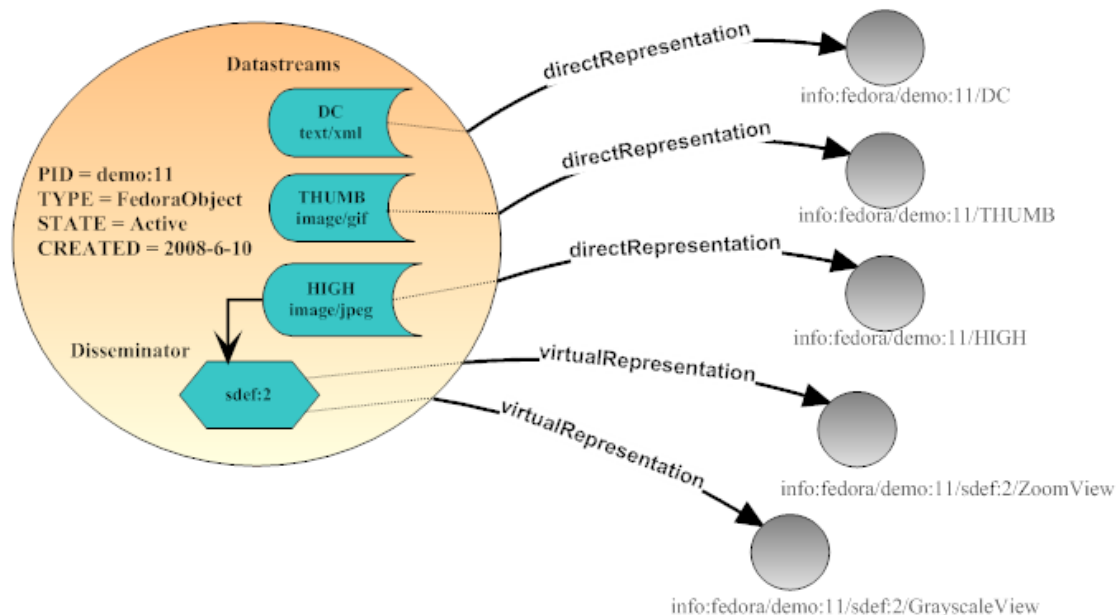 Datastreams
DC
text/xml
PID = demo:11
TYPE = FedoraObject
STATE = Active
CREATED = 2008-6-10
THUMB
image/gif
HIGH
image/jpeg
Disseminator
sdef:2
directRepresentation
info:fedora/demo:11/DC
directRepresentation
info:fedora/demo:11/THUMB
directRepresentation
info:fedora/demo:11/HIGH
virtualRepresentation
info:fedora/demo:11/sdef:2/ZoomView
virtualRepresentation
info:fedora/demo:11/sdef:2/GrayscaleView